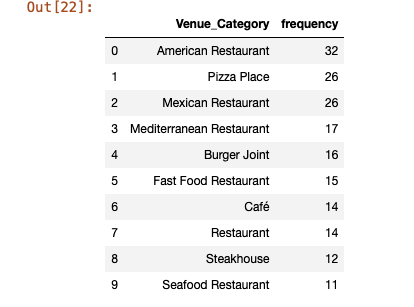 Out[22]:
Venue_Category frequency
0 American Restaurant 32
1 Pizza Place 26
2 Mexican Restaurant 26
3 Mediterranean Restaurant 17
4 Burger Joint 16
5 Fast Food Restaurant 15
6 Café 14
7 Restaurant 14
8 Steakhouse 12
9 Seafood Restaurant 11